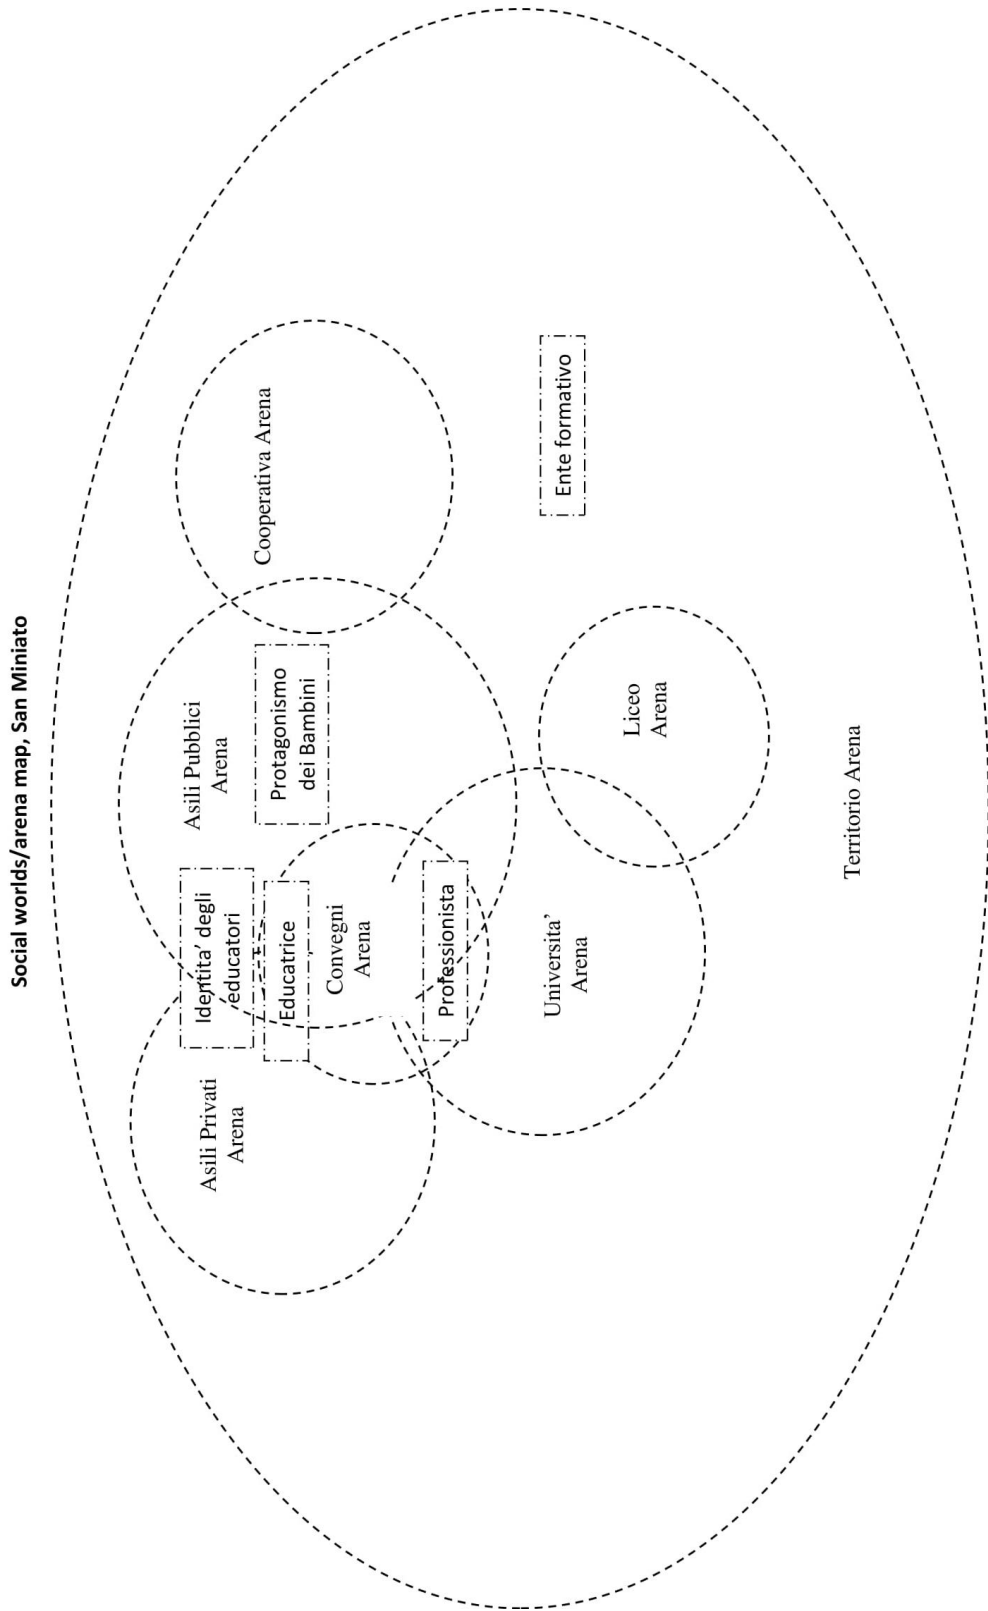 Social worlds/arena map, San Miniato
Asili Privati
Arena
Identita' degli
educatori
Educatrice
Asili Pubblici
Arena
Protagonismo
dei Bambini
Cooperativa Arena
Convegni
Arena
Professionista
Universita'
Arena
Liceo
Arena
Ente formativo
Territorio Arena